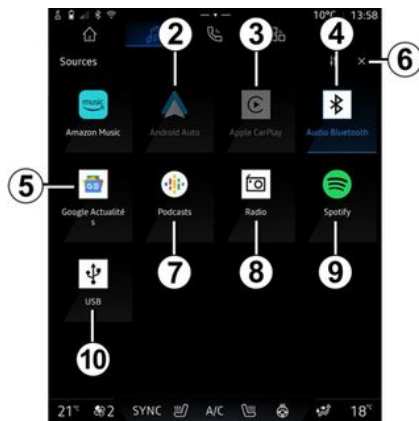 10°C 13:58
2
3
4
Sources
6
music
Amazon Music
Android Auto
Apple CarPlay
Audio Bluetooth
5
Google Actualité
s
Podcasts
Radio
Spotify
7
8
9
USB
10
21°C 2 SYNC A/C 18°C